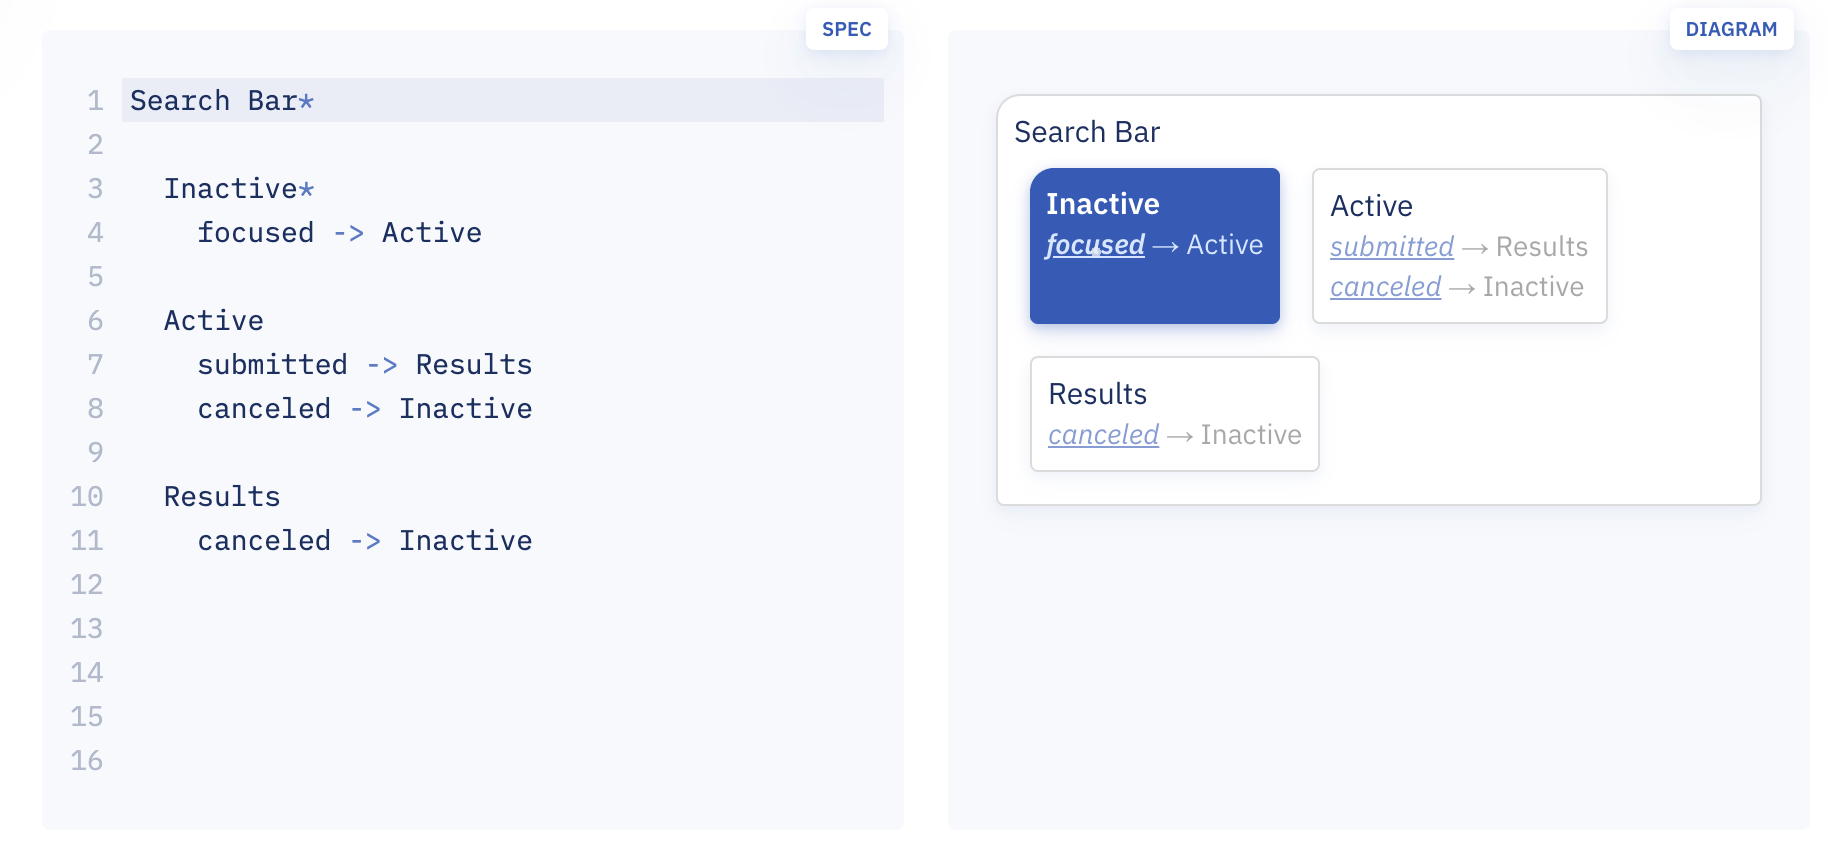 SPEC
1 Search Bar*
2
3 Inactive*
4 focused -> Active
5
6 Active
7 submitted -> Results
8 canceled -> Inactive
9
10 Results
11 canceled -> Inactive
12
13
14
15
16
DIAGRAM
Search Bar
Inactive
focused → Active
Active
submitted → Results
canceled → Inactive
Results
canceled → Inactive